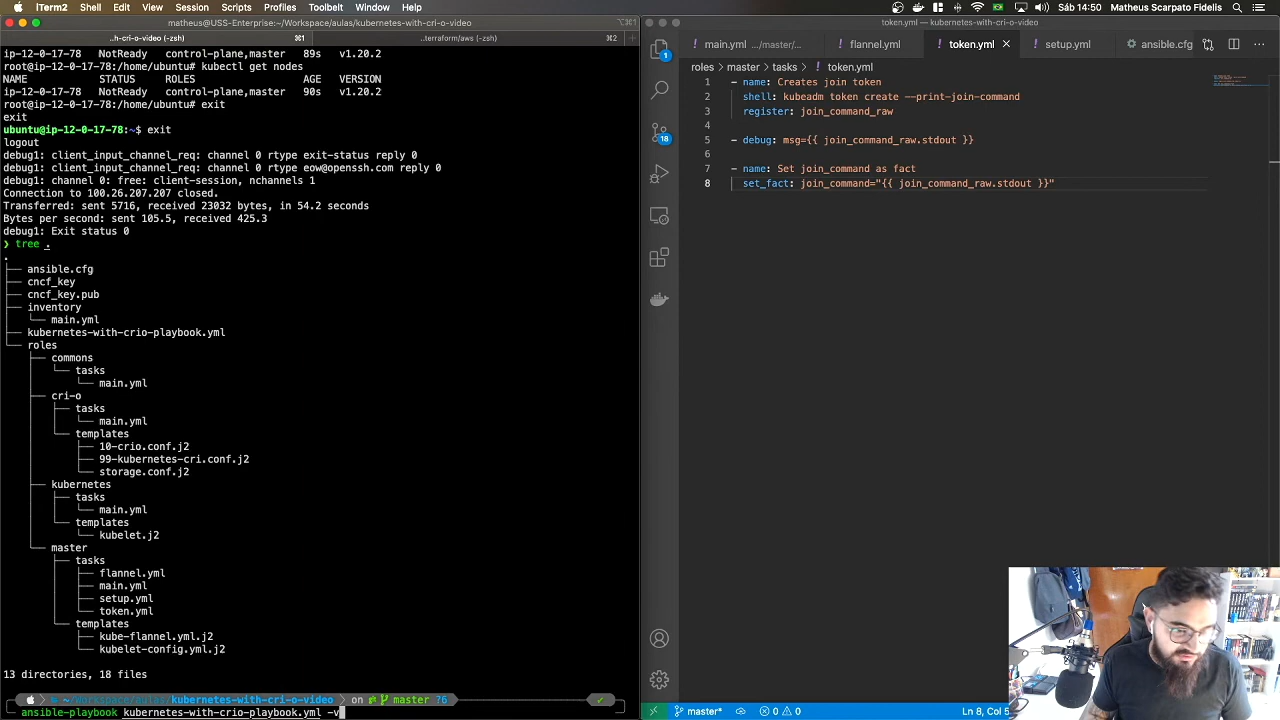 iTerm2 Shell Edit View Session Scripts Profiles Toolbelt Window Help
Sáb 14:50 Matheus Scarpato Fidelis
matheus@USS-Enterprise:~/Workspace/aulas/kubernetes-with-cri-o-video
⌥⌘1
..h-cri-o-video (-zsh) ⌘1 ..terraform/aws (-zsh) ⌘2
ip-12-0-17-78 NotReady control-plane,master 89s v1.20.2
root@ip-12-0-17-78:/home/ubuntu# kubectl get nodes
NAME STATUS ROLES AGE VERSION
ip-12-0-17-78 NotReady control-plane,master 90s v1.20.2
root@ip-12-0-17-78:/home/ubuntu# exit
exit
ubuntu@ip-12-0-17-78:~$ exit
logout
debug1: client_input_channel_req: channel 0 rtype exit-status reply 0
debug1: client_input_channel_req: channel 0 rtype eow@openssh.com reply 0
debug1: channel 0: free: client-session, nchannels 1
Connection to 100.26.207.207 closed.
Transferred: sent 5716, received 23032 bytes, in 54.2 seconds
Bytes per second: sent 105.5, received 425.3
debug1: Exit status 0
❯ tree .
.
├── ansible.cfg
├── cncf_key
├── cncf_key.pub
├── inventory
│   └── main.yml
├── kubernetes-with-crio-playbook.yml
└── roles
    ├── commons
    │   └── tasks
    │       └── main.yml
    ├── cri-o
    │   ├── tasks
    │   │   └── main.yml
    │   └── templates
    │       ├── 10-crio.conf.j2
    │       ├── 99-kubernetes-cri.conf.j2
    │       └── storage.conf.j2
    ├── kubernetes
    │   ├── tasks
    │   │   └── main.yml
    │   └── templates
    │       └── kubelet.j2
    └── master
        ├── tasks
        │   ├── flannel.yml
        │   ├── main.yml
        │   ├── setup.yml
        │   └── token.yml
        └── templates
            ├── kube-flannel.yml.j2
            └── kubelet-config.yml.j2
13 directories, 18 files
~/Workspace/aulas/kubernetes-with-cri-o-video on master ?6 ✔
ansible-playbook kubernetes-with-crio-playbook.yml -v
token.yml — kubernetes-with-cri-o-video
main.yml .../master/... flannel.yml token.yml setup.yml ansible.cfg
roles > master > tasks > token.yml
1 - name: Creates join token
2   shell: kubeadm token create --print-join-command
3   register: join_command_raw
4
5 - debug: msg={{ join_command_raw.stdout }}
6
7 - name: Set join_command as fact
8   set_fact: join_command="{{ join_command_raw.stdout }}"
1
18
master* 0 0
Ln 8, Col 5